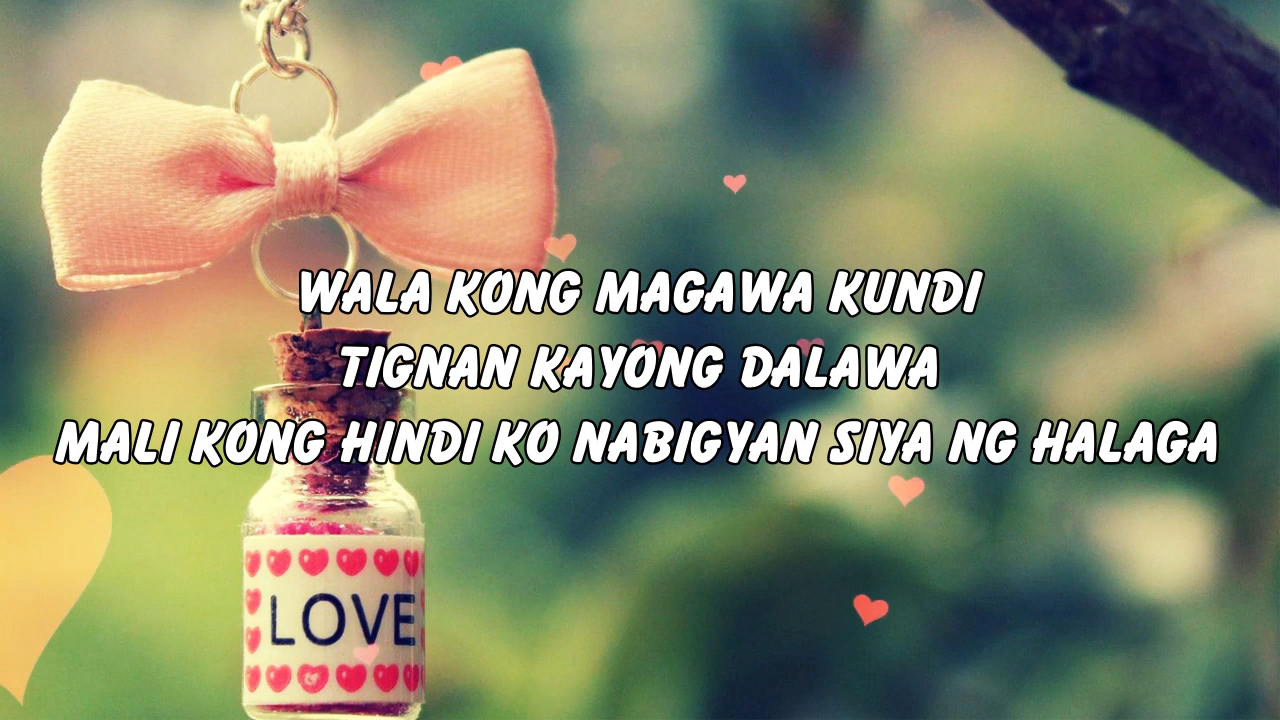 WALA KONG MAGAWA KUNDI
TIGNAN KAYONG DALAWA
MALI KONG HINDI KO NABIGYAN SIYA NG HALAGA
LOVE